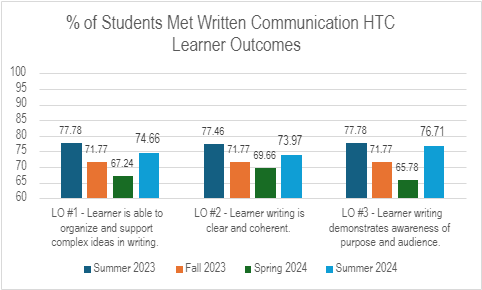 % of Students Met Written Communication HTC
Learner Outcomes
100
95
90
85
80
75
70
65
60
77.78
71.77
67.24
74.66
77.46
71.77
69.66
73.97
77.78
71.77
65.78
76.71
LO #1 - Learner is able to
organize and support
complex ideas in writing.
LO #2 - Learner writing is
clear and coherent.
LO #3 - Learner writing
demonstrates awareness of
purpose and audience.
Summer 2023 Fall 2023 Spring 2024 Summer 2024